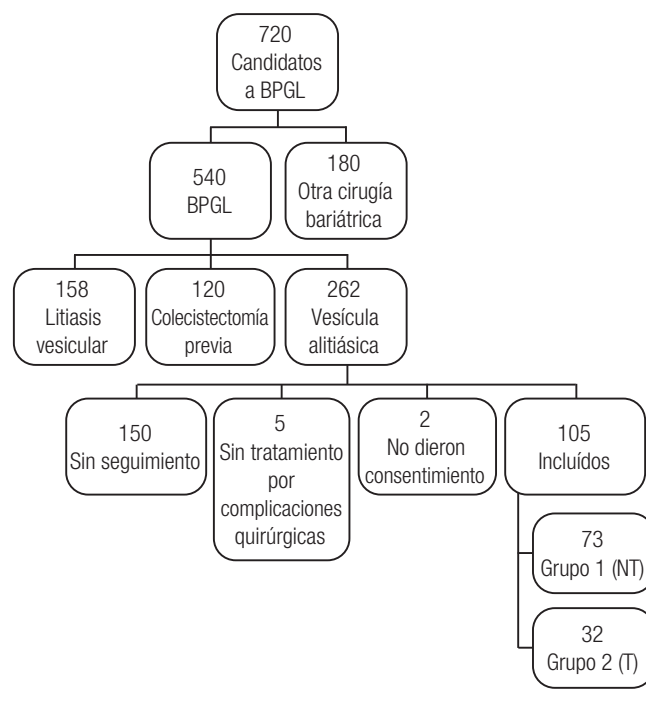 720
Candidatos
a BPGL
540
BPGL
180
Otra cirugía
bariátrica
158
Litiasis
vesicular
120
Colecistectomía
previa
262
Vesícula
alitiásica
150
Sin seguimiento
5
Sin tratamiento
por
complicaciones
quirúrgicas
2
No dieron
consentimiento
105
Incluídos
73
Grupo 1 (NT)
32
Grupo 2 (T)